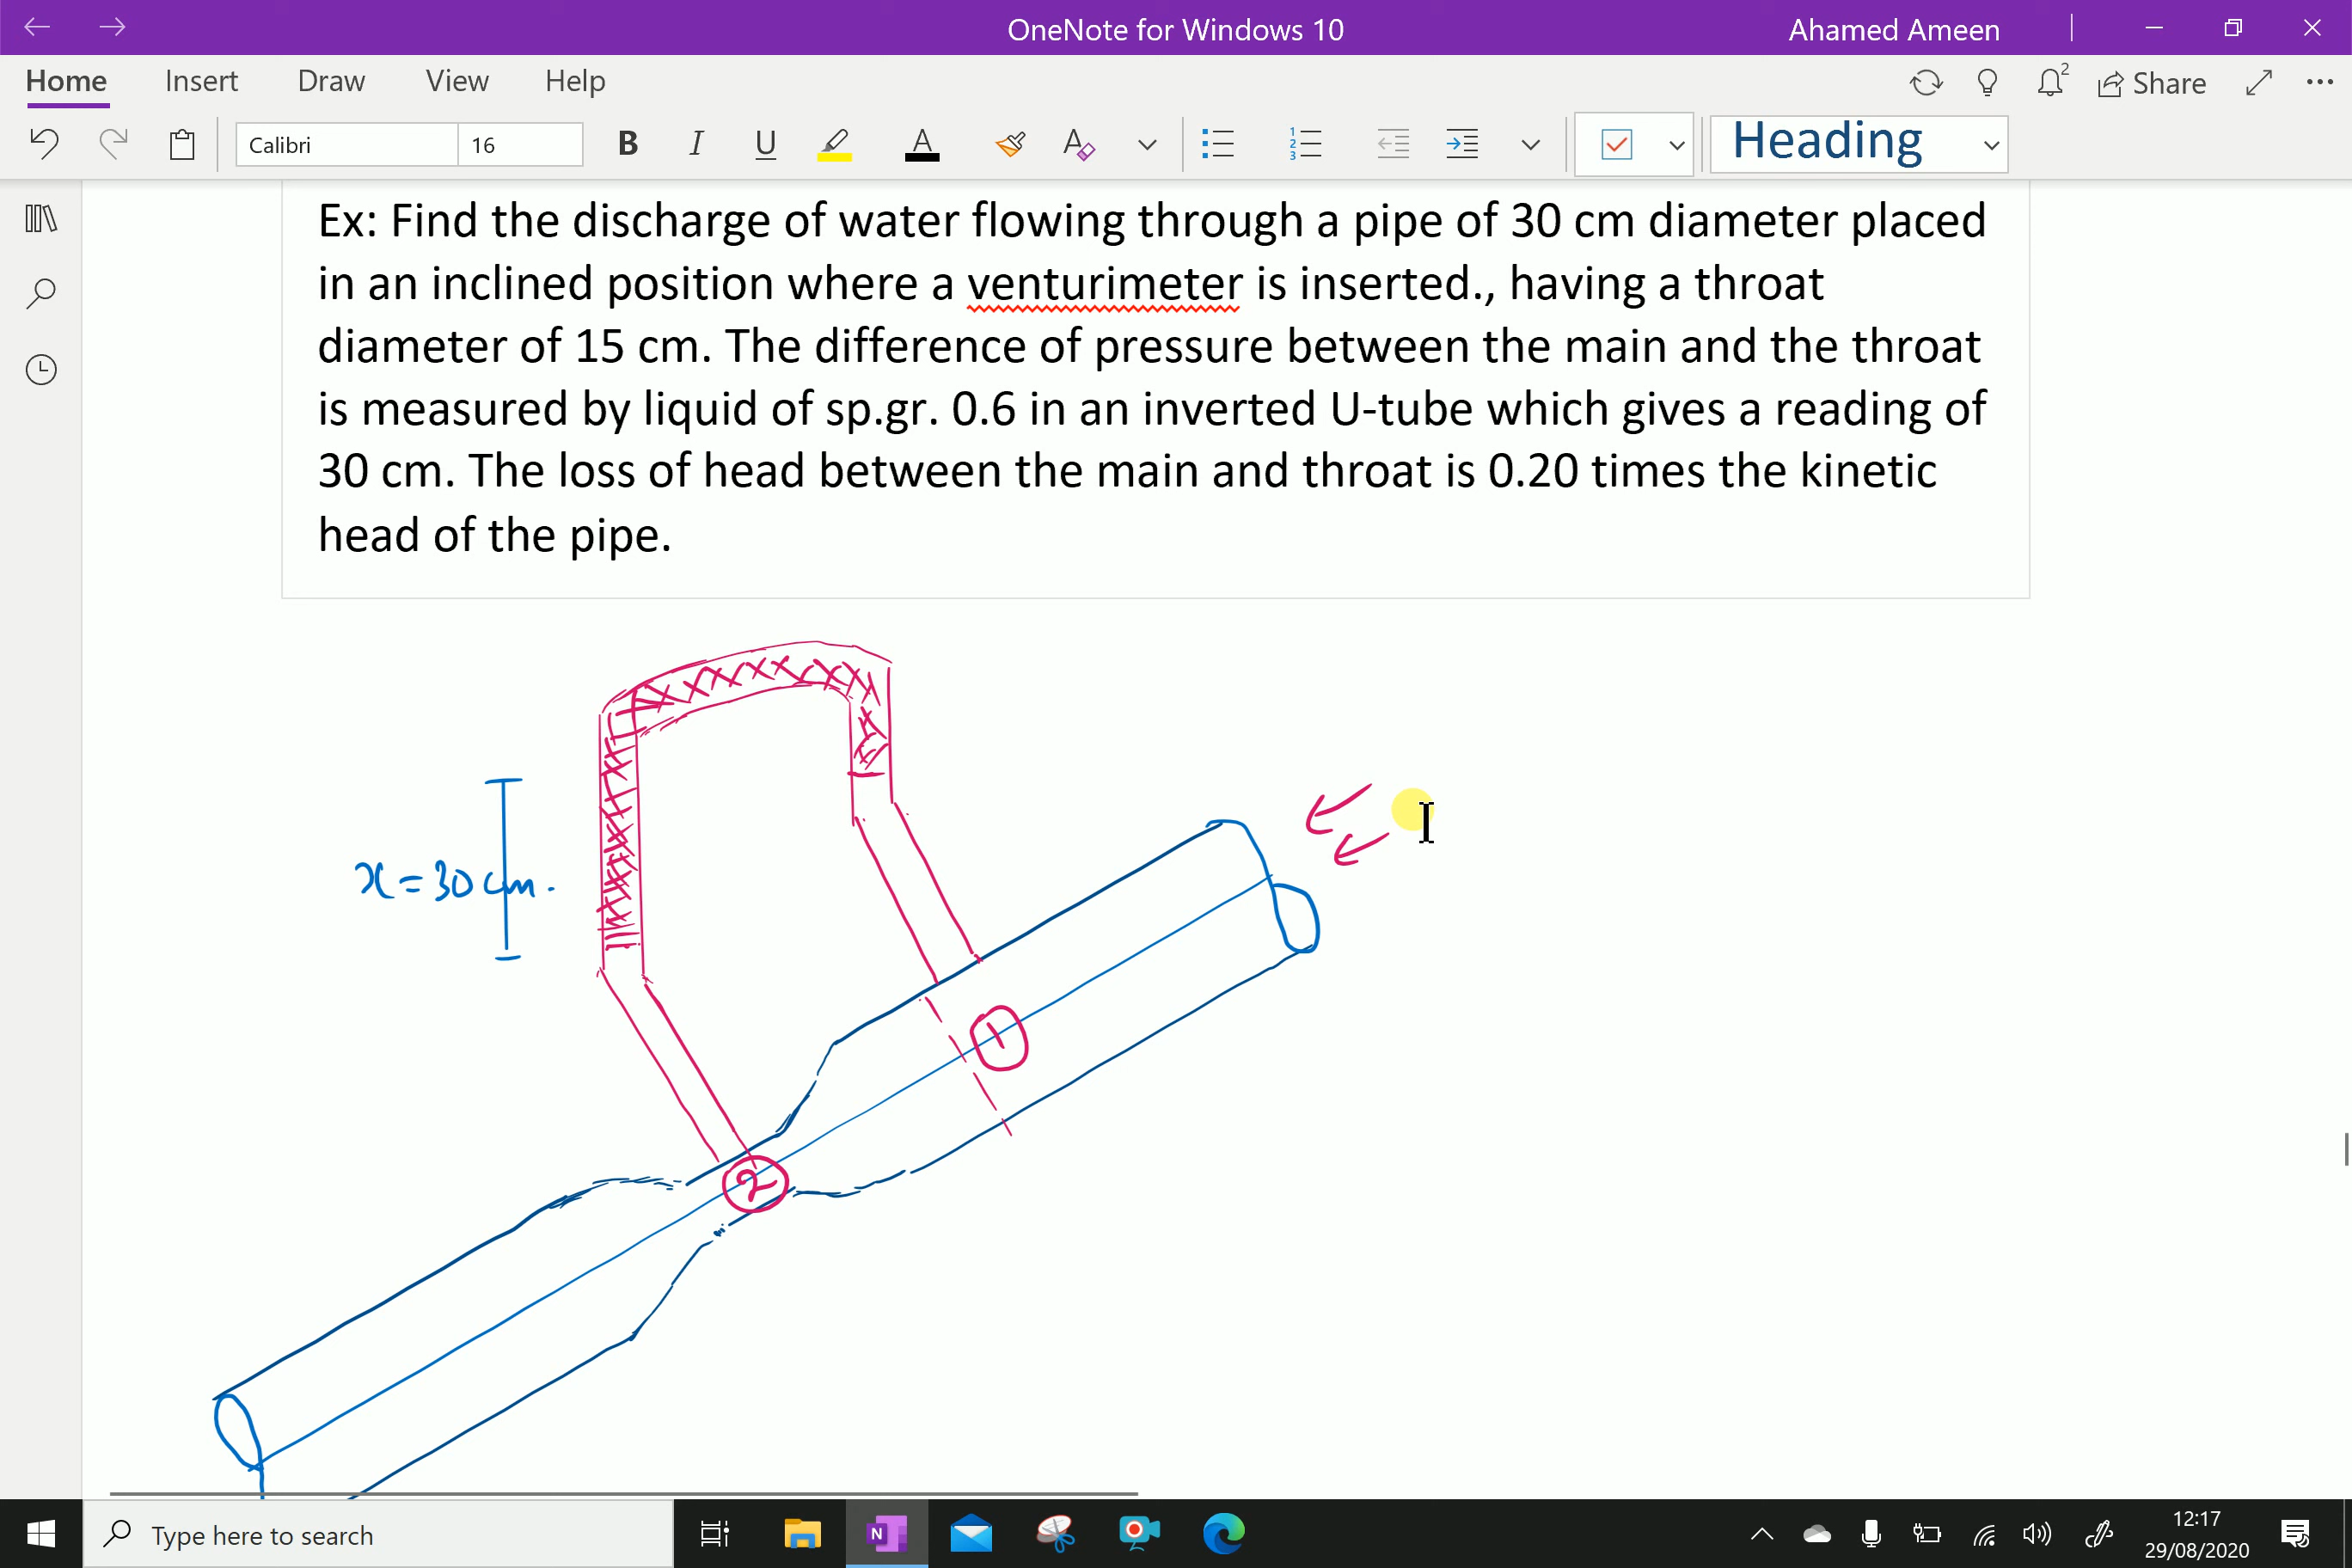 OneNote for Windows 10
Ahamed Ameen
Home Insert Draw View Help
2 Share
Calibri 16 B I U A A Heading
Ex: Find the discharge of water flowing through a pipe of 30 cm diameter placed
in an inclined position where a venturimeter is inserted., having a throat
diameter of 15 cm. The difference of pressure between the main and the throat
is measured by liquid of sp.gr. 0.6 in an inverted U-tube which gives a reading of
30 cm. The loss of head between the main and throat is 0.20 times the kinetic
head of the pipe.
x = 30 cm.
1
2
Type here to search
N
12:17
29/08/2020